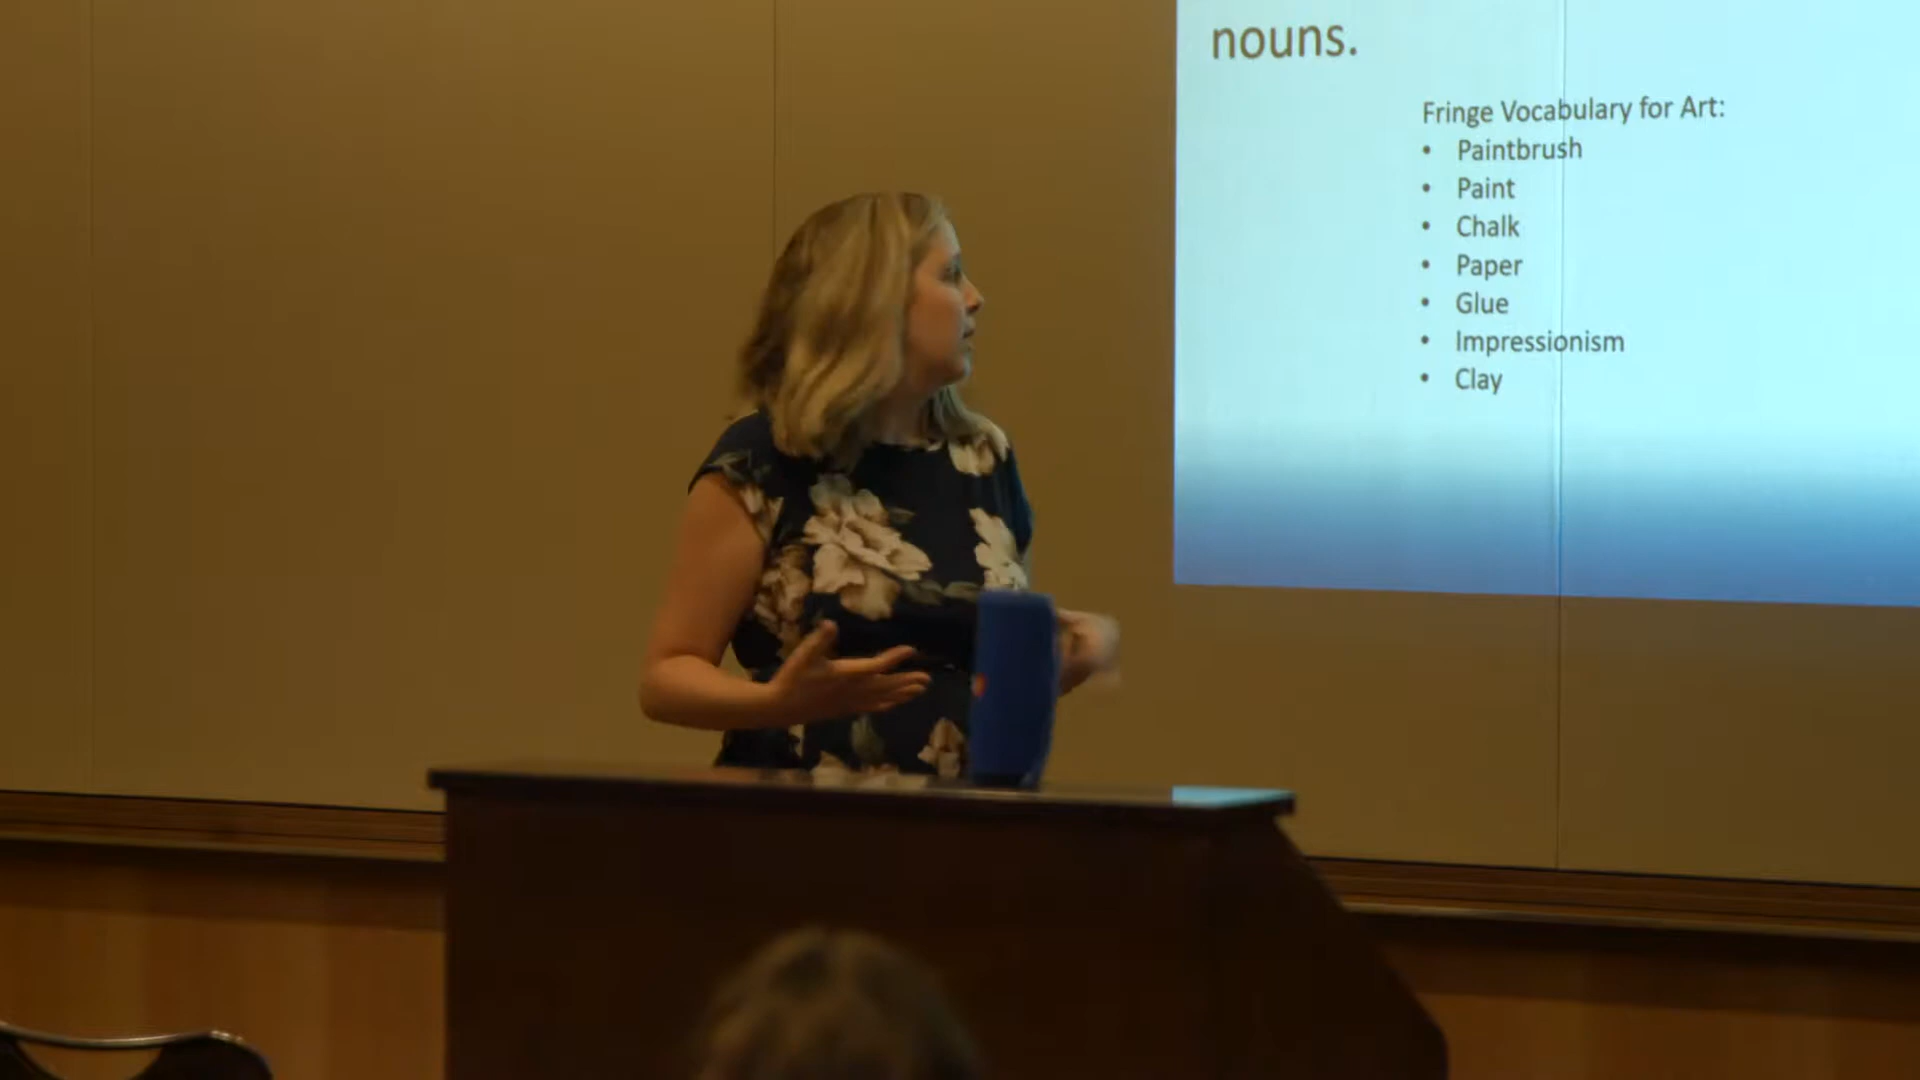 nouns.
Fringe Vocabulary for Art:
• Paintbrush
• Paint
• Chalk
• Paper
• Glue
• Impressionism
• Clay